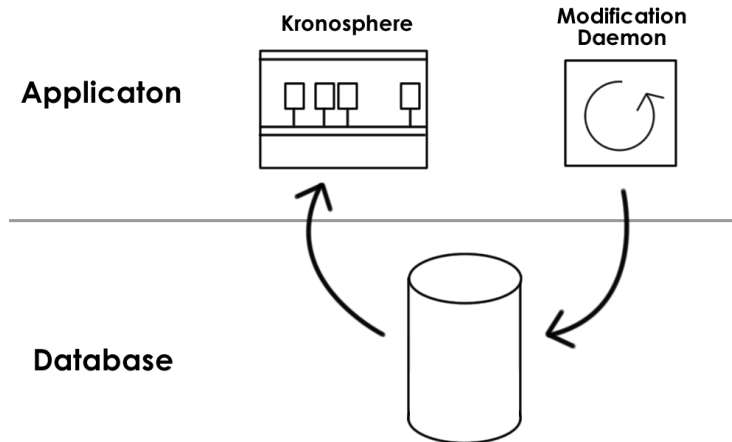 Kronosphere
Modification
Daemon
Applicaton
Database